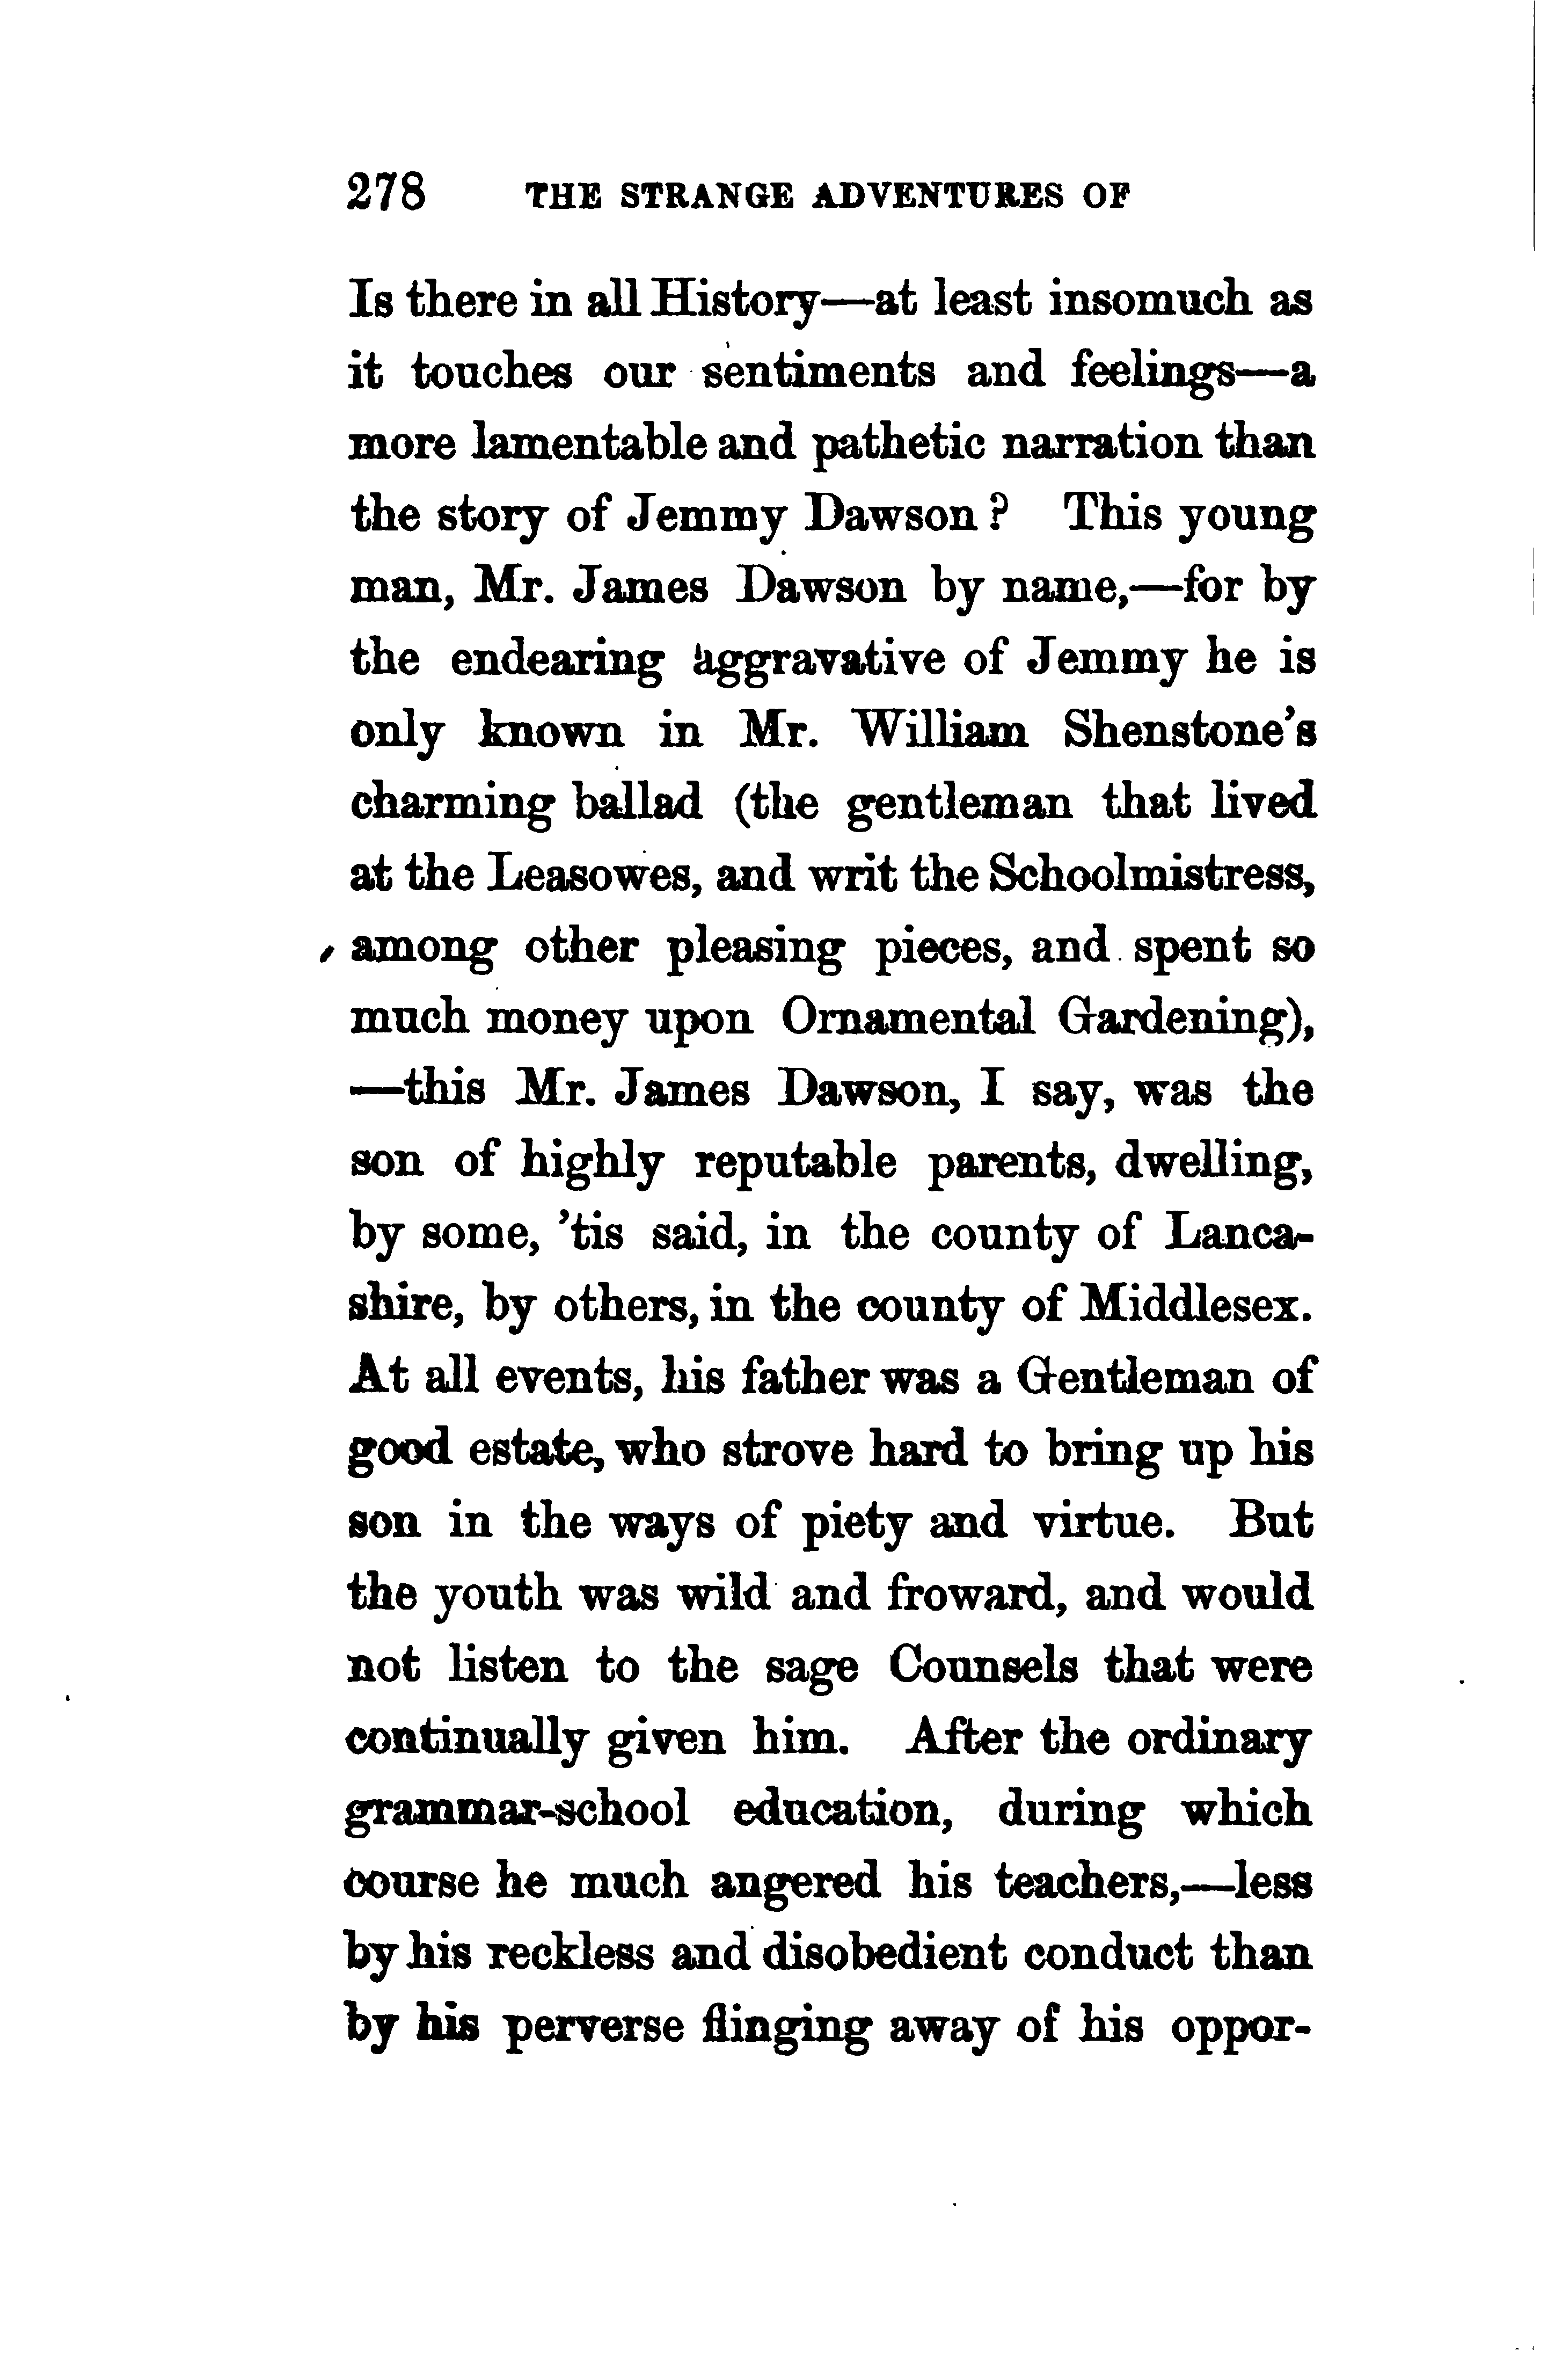 278 THE STRANGE ADVENTURES OF
Is there in all History—at least insomuch as
it touches our sentiments and feelings—a
more lamentable and pathetic narration than
the story of Jemmy Dawson? This young
man, Mr. James Dawson by name,—for by
the endearing aggravative of Jemmy he is
only known in Mr. William Shenstone's
charming ballad (the gentleman that lived
at the Leasowes, and writ the Schoolmistress,
among other pleasing pieces, and spent so
much money upon Ornamental Gardening),
—this Mr. James Dawson, I say, was the
son of highly reputable parents, dwelling,
by some, 'tis said, in the county of Lanca-
shire, by others, in the county of Middlesex.
At all events, his father was a Gentleman of
good estate, who strove hard to bring up his
son in the ways of piety and virtue. But
the youth was wild and froward, and would
not listen to the sage Counsels that were
continually given him. After the ordinary
grammar-school education, during which
course he much angered his teachers,—less
by his reckless and disobedient conduct than
by his perverse flinging away of his oppor-